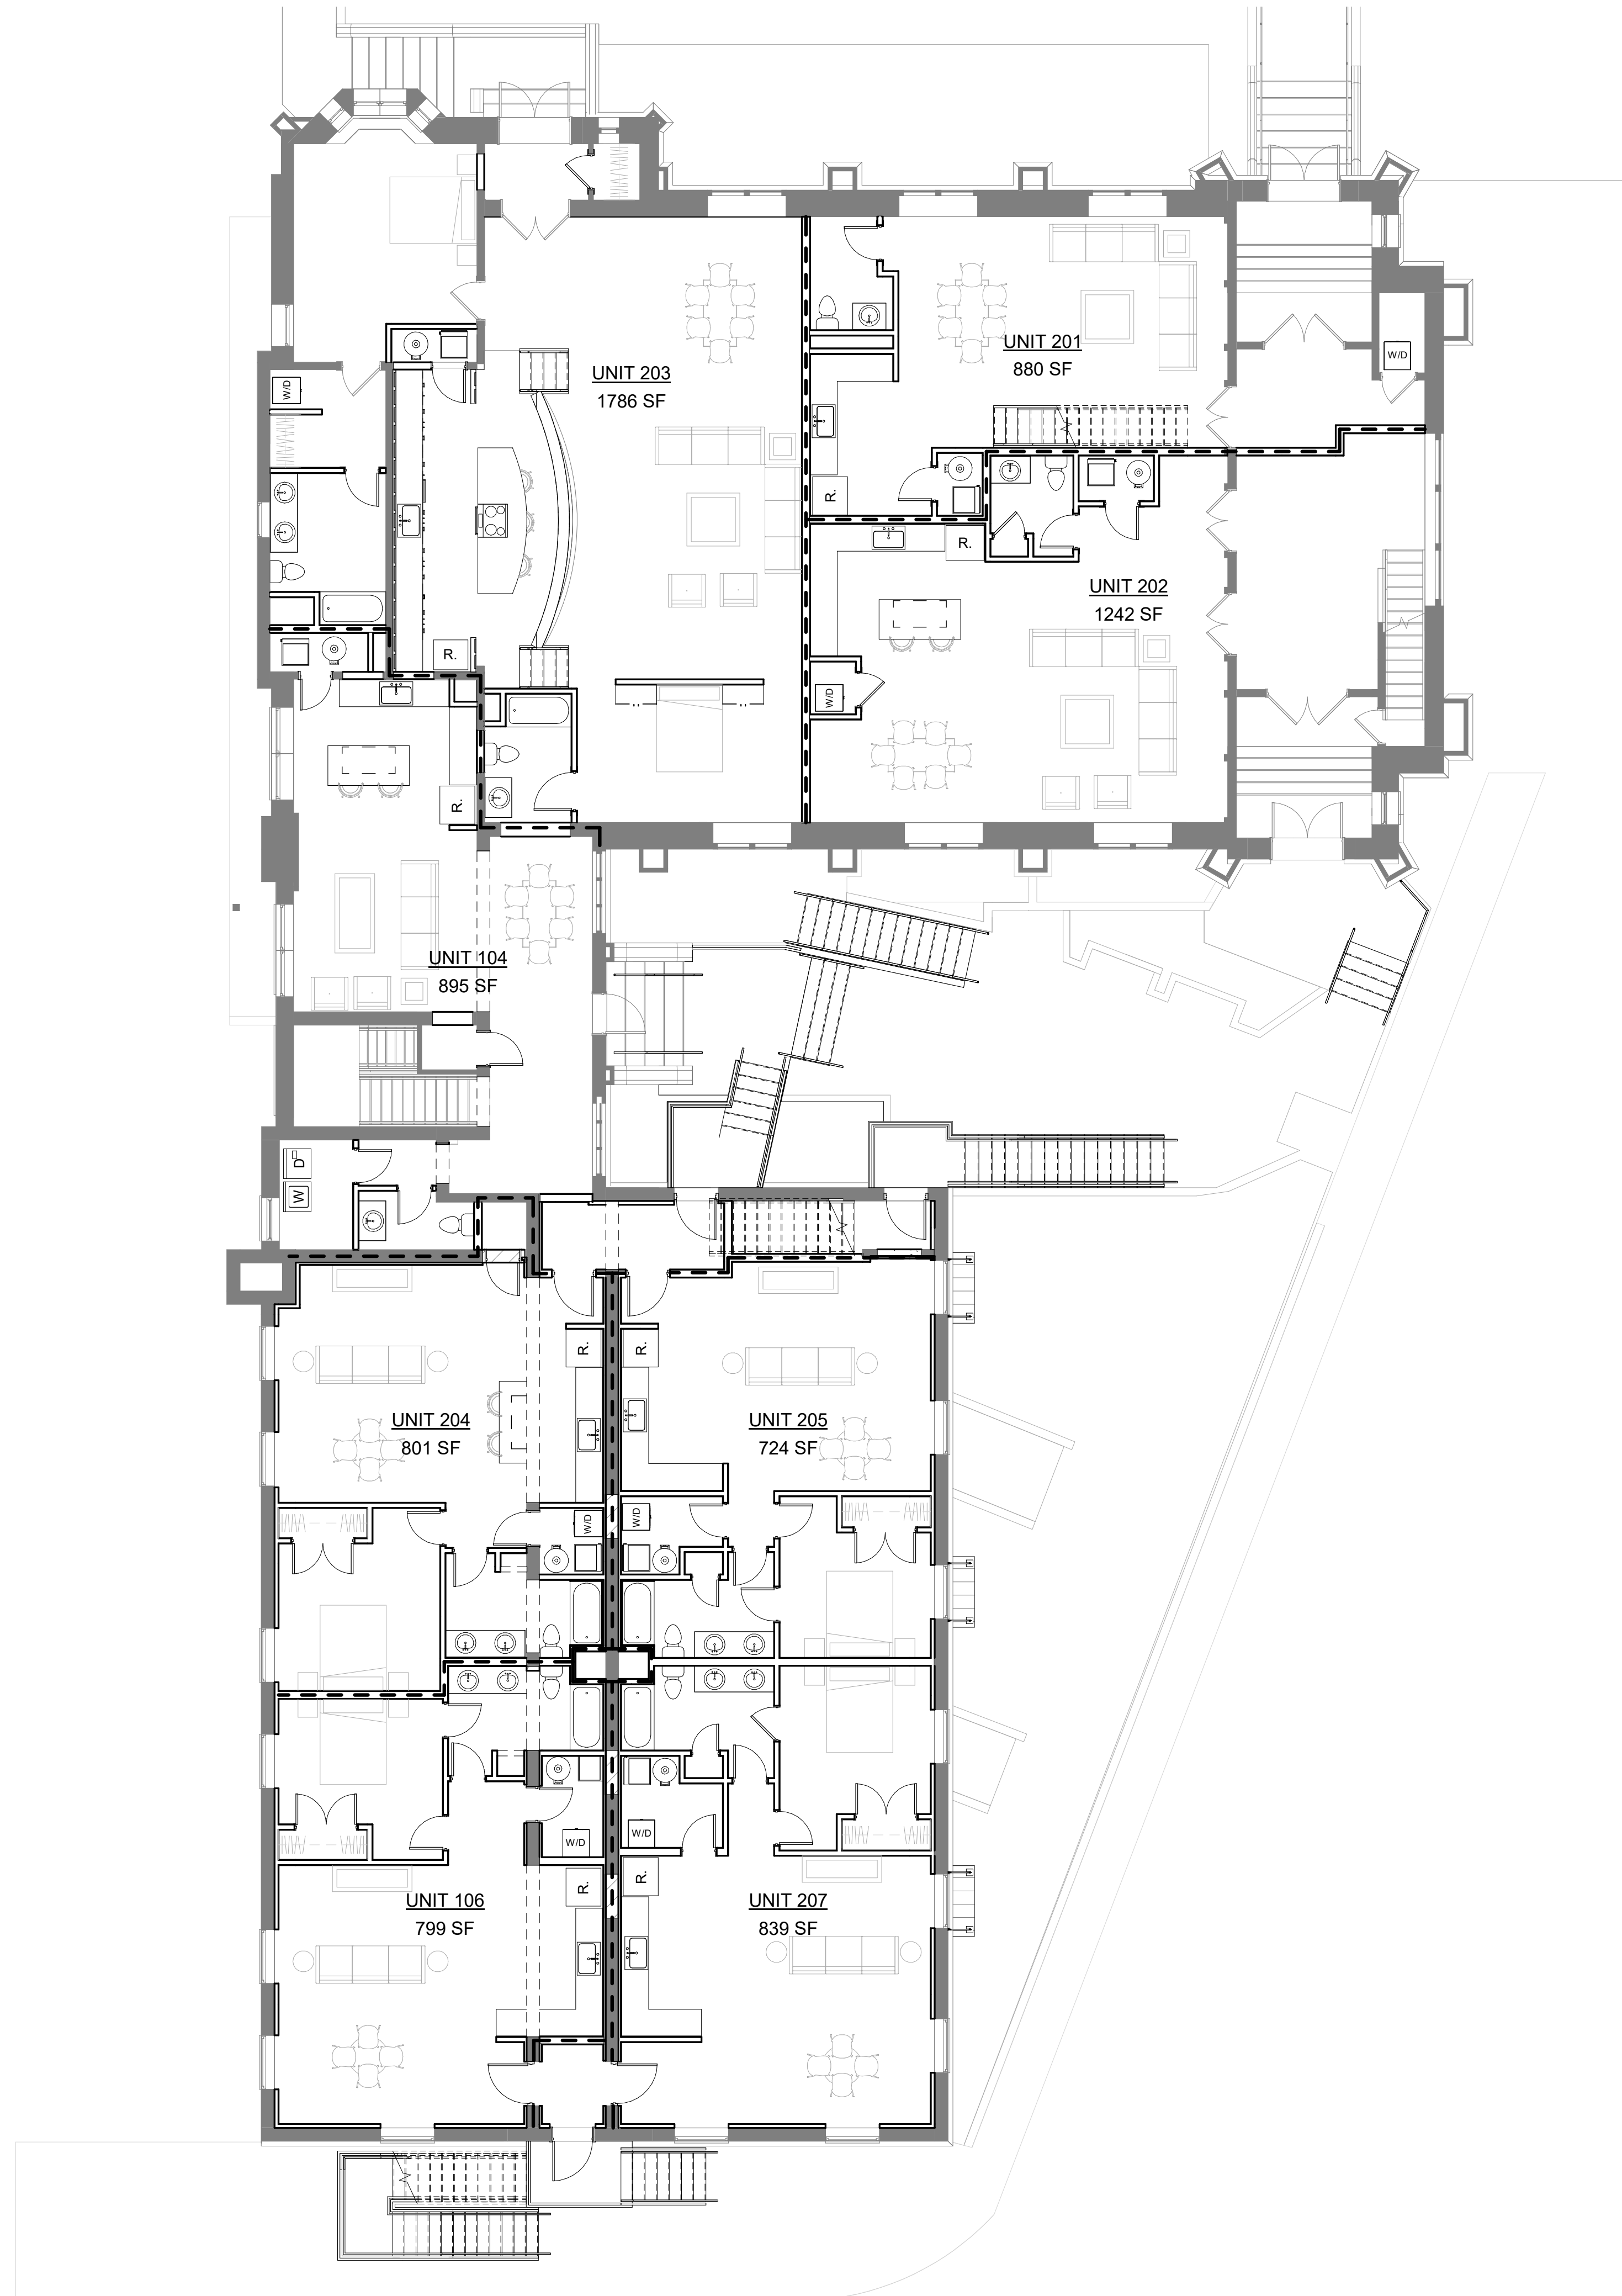 UNIT 201
880 SF
W/D
UNIT 203
1786 SF
W/D
R.
R.
UNIT 202
1242 SF
R.
W/D
R.
UNIT 104
895 SF
D
W
R.
R.
UNIT 204
801 SF
UNIT 205
724 SF
W/D
W/D
W/D
W/D
R.
R.
UNIT 106
799 SF
UNIT 207
839 SF